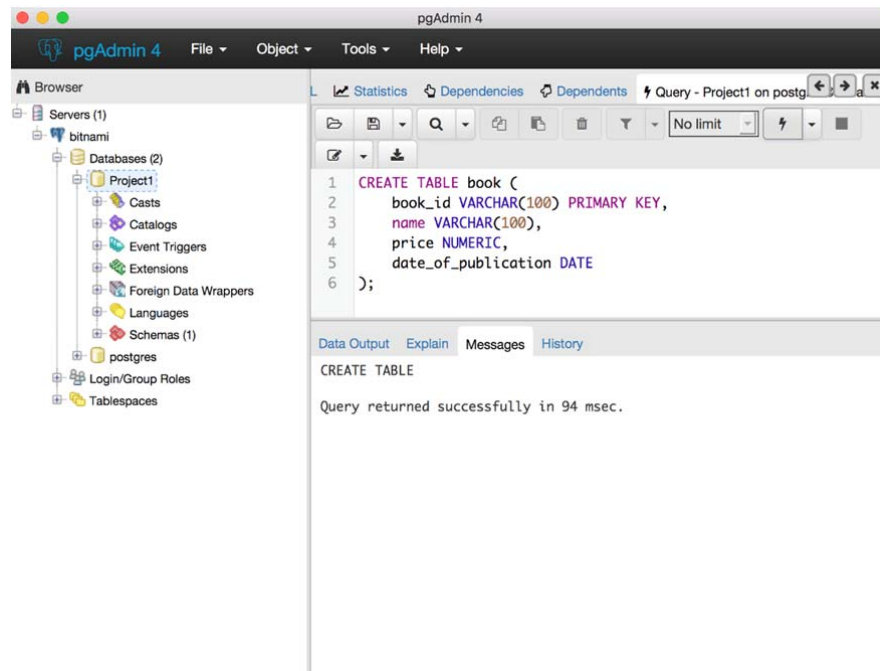 pgAdmin 4
pgAdmin 4 File Object Tools Help
Browser
Servers (1)
bitnami
Databases (2)
Project1
Casts
Catalogs
Event Triggers
Extensions
Foreign Data Wrappers
Languages
Schemas (1)
postgres
Login/Group Roles
Tablespaces
L Statistics Dependencies Dependents Query - Project1 on postg
No limit
1 CREATE TABLE book (
2 book_id VARCHAR(100) PRIMARY KEY,
3 name VARCHAR(100),
4 price NUMERIC,
5 date_of_publication DATE
6 );
Data Output Explain Messages History
CREATE TABLE
Query returned successfully in 94 msec.